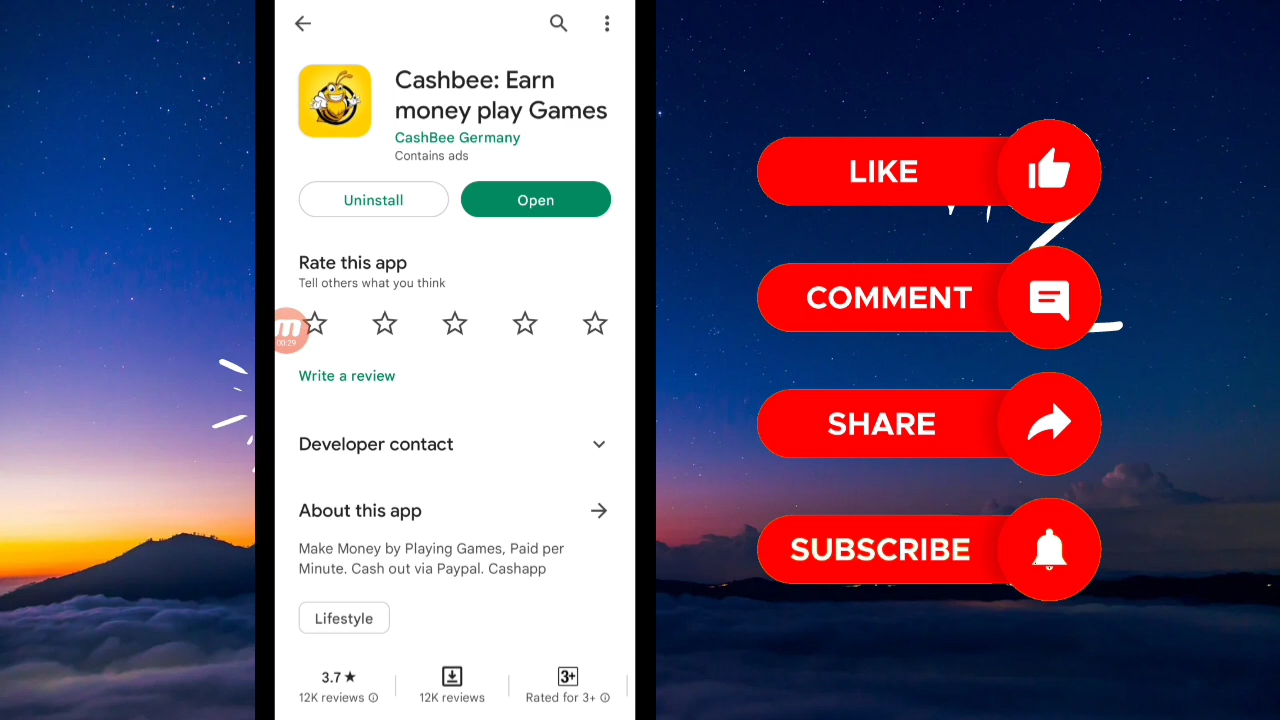 Cashbee: Earn
money play Games
CashBee Germany
Contains ads
Uninstall
Open
Rate this app
Tell others what you think
00:29
Write a review
Developer contact
About this app
Make Money by Playing Games, Paid per
Minute. Cash out via Paypal. Cashapp
Lifestyle
3.7★
12K reviews
12K reviews
3+
Rated for 3+
LIKE
COMMENT
SHARE
SUBSCRIBE